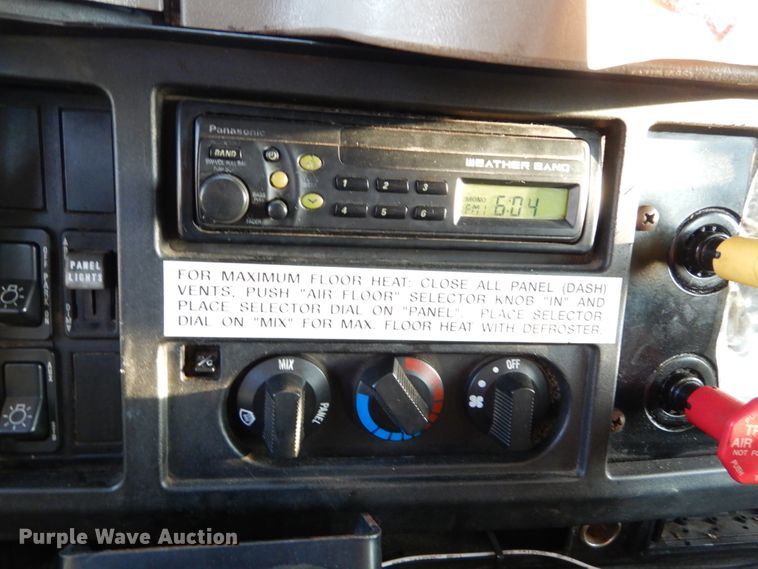 Panasonic
WEATHER BAND
BAND
1 2 3
4 5 6
MONO
FM1 6:04
PANEL
LIGHTS
FOR MAXIMUM FLOOR HEAT: CLOSE ALL PANEL (DASH)
VENTS, PUSH "AIR FLOOR" SELECTOR KNOB "IN" AND
PLACE SELECTOR DIAL ON "PANEL". PLACE SELECTOR
DIAL ON "MIX" FOR MAX. FLOOR HEAT WITH DEFROSTER.
MIX
PANEL
OFF
AIR
Purple Wave Auction